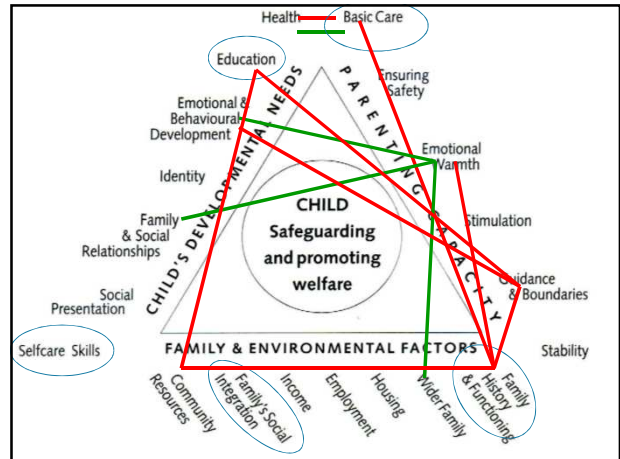 Health
Basic Care
Education
Ensuring
Safety
Emotional &
Behavioural
Development
Emotional
Warmth
Identity
Stimulation
Family
& Social
Relationships
Guidance
& Boundaries
Social
Presentation
Selfcare Skills
Stability
CHILD'S DEVELOPMENTAL NEEDS
PARENTING CAPACITY
CHILD
Safeguarding
and promoting
welfare
FAMILY & ENVIRONMENTAL FACTORS
Community
Resources
Family's Social
Integration
Income
Employment
Housing
Wider Family
Family
History
& Functioning